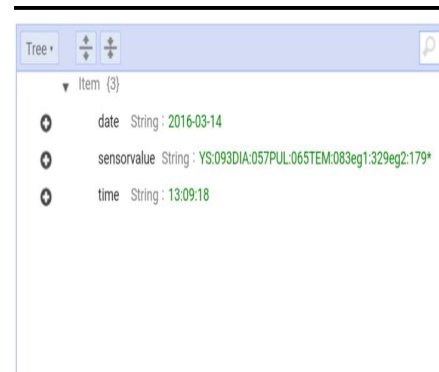 Tree
Item {3}
date String : 2016-03-14
sensorvalue String : YS:093DIA:057PUL:065TEM:083eg1:329eg2:179*
time String : 13:09:18